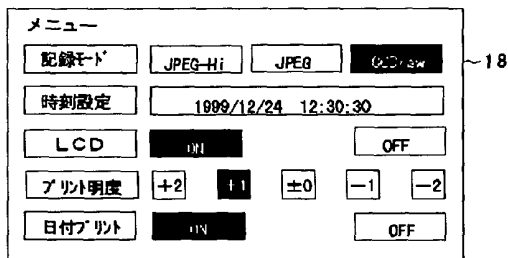 メニュー
記録モード JPEG-Hi JPEG
時刻設定 1999/12/24 12:30:30
LCD ON OFF
プリント明度 +2 +1 ±0 -1 -2
日付プリント ON OFF
~18